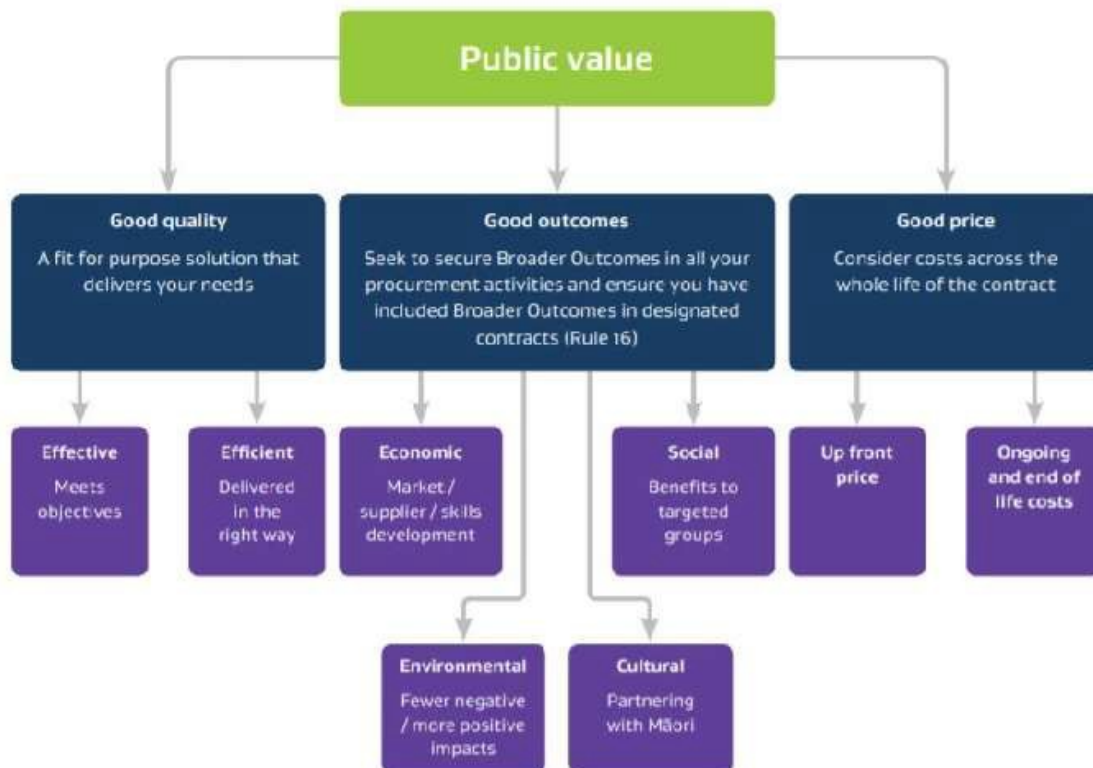 Public value
Good quality
A fit for purpose solution that
delivers your needs
Good outcomes
Seek to secure Broader Outcomes in all your
procurement activities and ensure you have
included Broader Outcomes in designated
contracts (Rule 16)
Good price
Consider costs across the
whole life of the contract
Effective
Meets
objectives
Efficient
Delivered
in the
right way
Economic
Market /
supplier / skills
development
Social
Benefits to
targeted
groups
Up front
price
Ongoing
and end of
life costs
Environmental
Fewer negative
/ more positive
impacts
Cultural
Partnering
with Māori